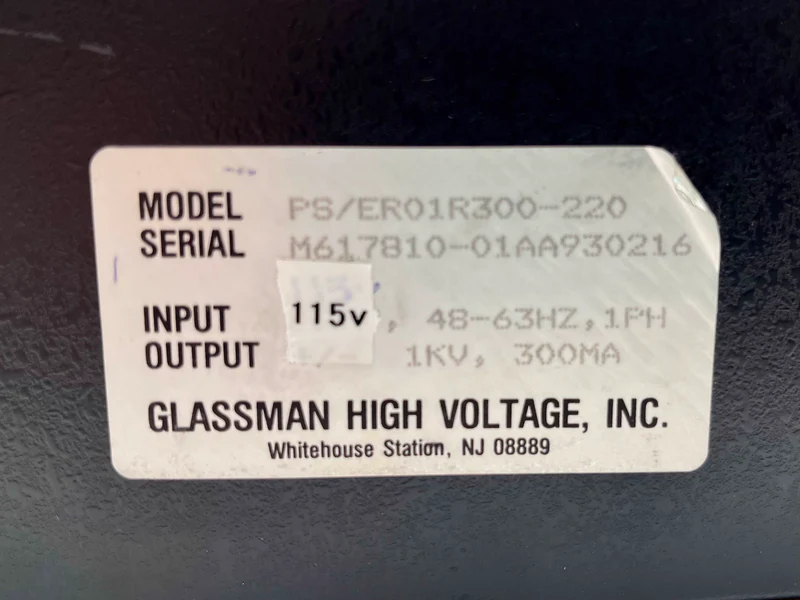 MODEL PS/ER01R300-220
SERIAL M617810-01AA930216
INPUT 115v, 48-63HZ,1PH
OUTPUT +/- 1KV, 300MA
GLASSMAN HIGH VOLTAGE, INC.
Whitehouse Station, NJ 08889